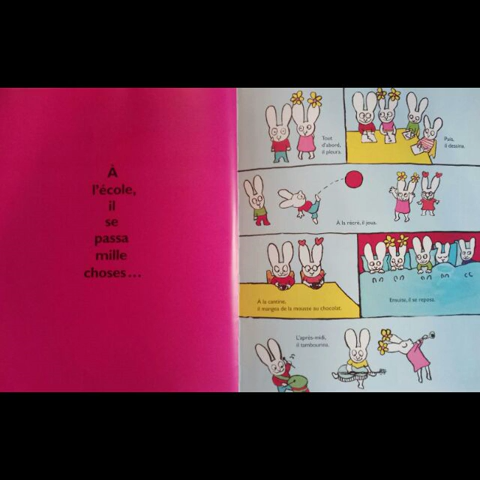 À
l'école,
il
se
passa
mille
choses...
Tout
d'abord,
il pleura.
Puis,
il dessina.
A la récré, il joua.
A la cantine,
il mangea de la mousse au chocolat.
Ensuite, il se reposa.
L'après-midi,
il tambourina.